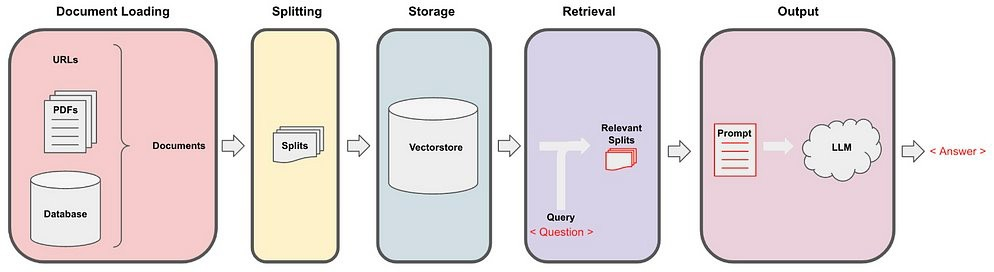 Document Loading
Splitting
Storage
Retrieval
Output
URLs
PDFs
Documents
Database
Splits
Vectorstore
Relevant
Splits
Query
< Question >
Prompt
LLM
< Answer >